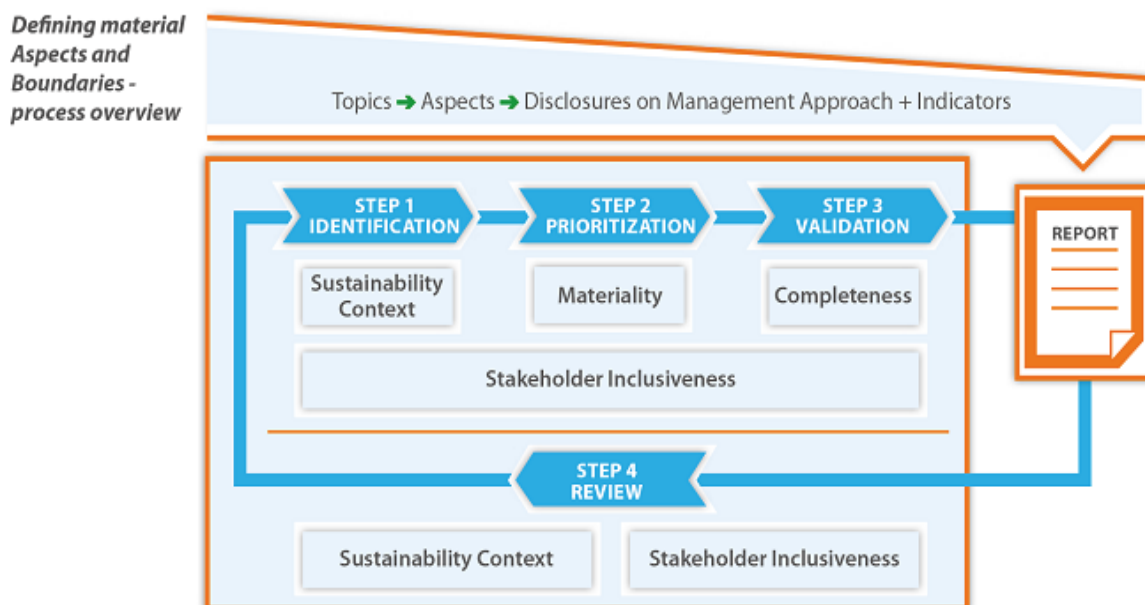 Defining material
Aspects and
Boundaries -
process overview
Topics ➔ Aspects ➔ Disclosures on Management Approach + Indicators
STEP 1
IDENTIFICATION
STEP 2
PRIORITIZATION
STEP 3
VALIDATION
REPORT
Sustainability
Context
Materiality
Completeness
Stakeholder Inclusiveness
STEP 4
REVIEW
Sustainability Context
Stakeholder Inclusiveness